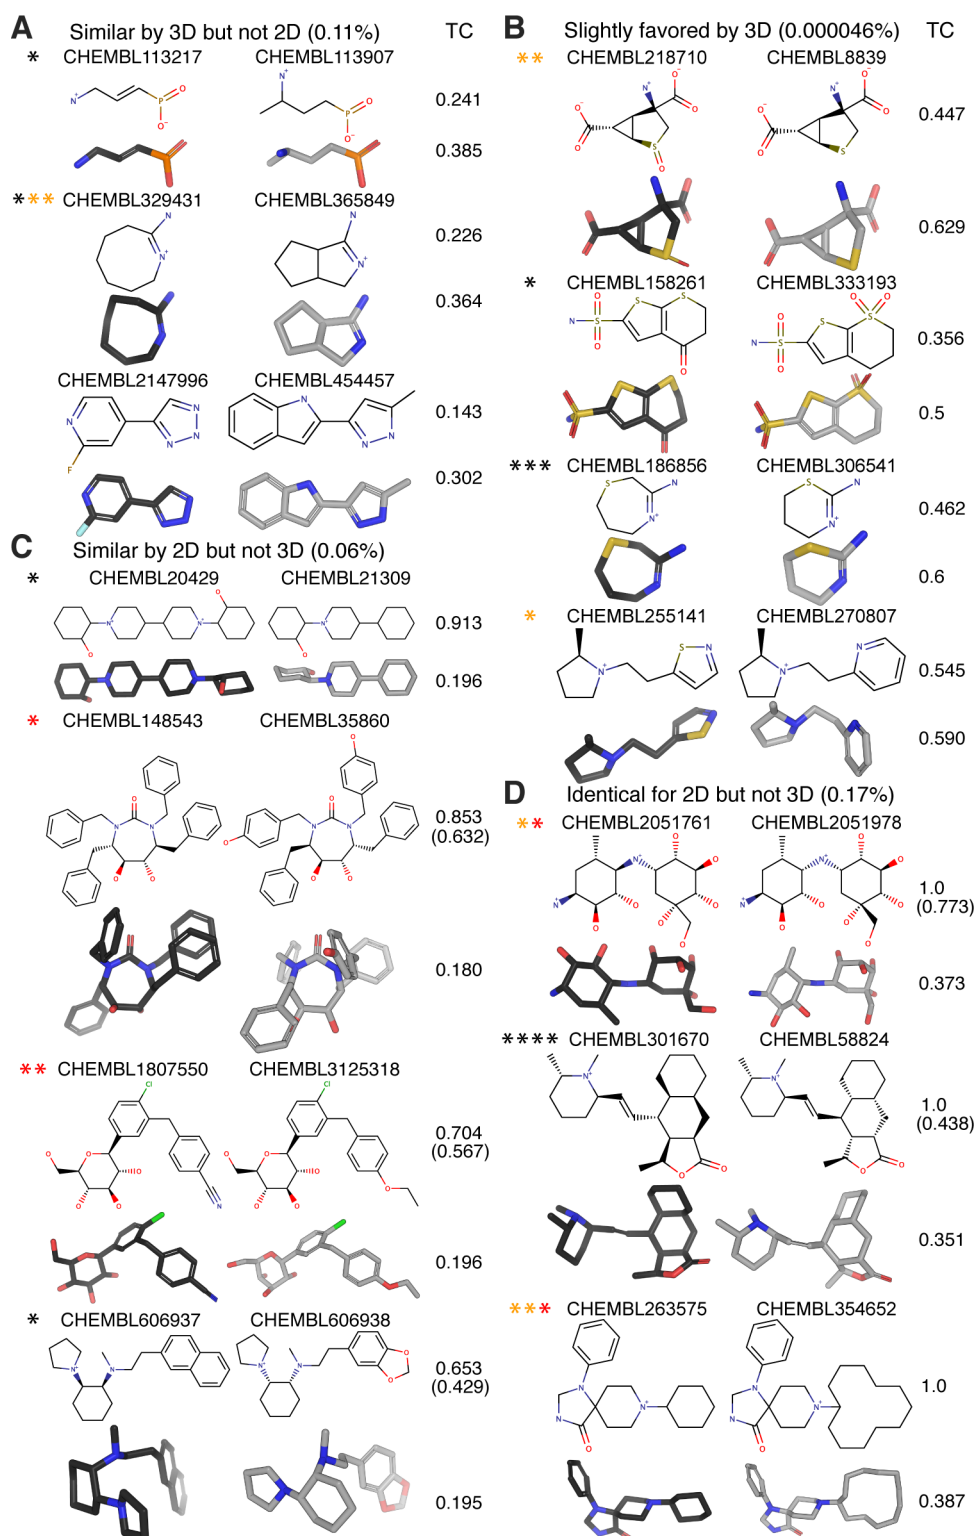 A Similar by 3D but not 2D (0.11%) TC
* CHEMBL113217 CHEMBL113907
0.241
0.385
*** CHEMBL329431 CHEMBL365849
0.226
0.364
CHEMBL2147996 CHEMBL454457
0.143
0.302
C Similar by 2D but not 3D (0.06%)
* CHEMBL20429 CHEMBL21309
0.913
0.196
* CHEMBL148543 CHEMBL35860
0.853
(0.632)
0.180
** CHEMBL1807550 CHEMBL3125318
0.704
(0.567)
0.196
* CHEMBL606937 CHEMBL606938
0.653
(0.429)
0.195
B Slightly favored by 3D (0.000046%) TC
** CHEMBL218710 CHEMBL8839
0.447
0.629
* CHEMBL158261 CHEMBL333193
0.356
0.5
*** CHEMBL186856 CHEMBL306541
0.462
0.6
* CHEMBL255141 CHEMBL270807
0.545
0.590
D Identical for 2D but not 3D (0.17%)
** CHEMBL2051761 CHEMBL2051978
1.0
(0.773)
0.373
**** CHEMBL301670 CHEMBL58824
1.0
(0.438)
0.351
*** CHEMBL263575 CHEMBL354652
1.0
0.387